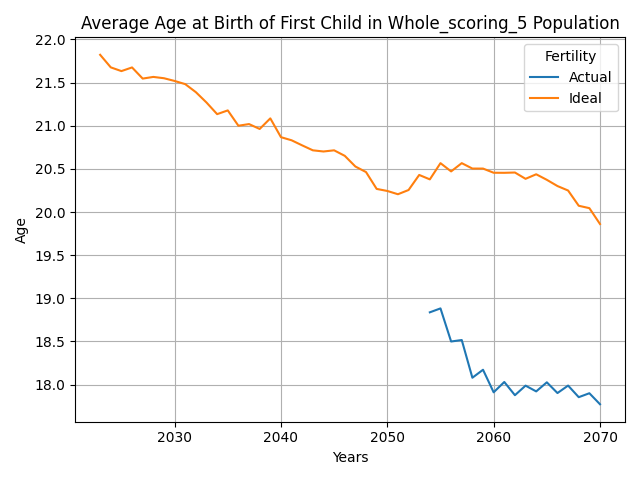 Average Age at Birth of First Child in Whole_scoring_5 Population
22.0
21.5
21.0
20.5
20.0
19.5
19.0
18.5
18.0
Age
Fertility
Actual
Ideal
2030 2040 2050 2060 2070
Years